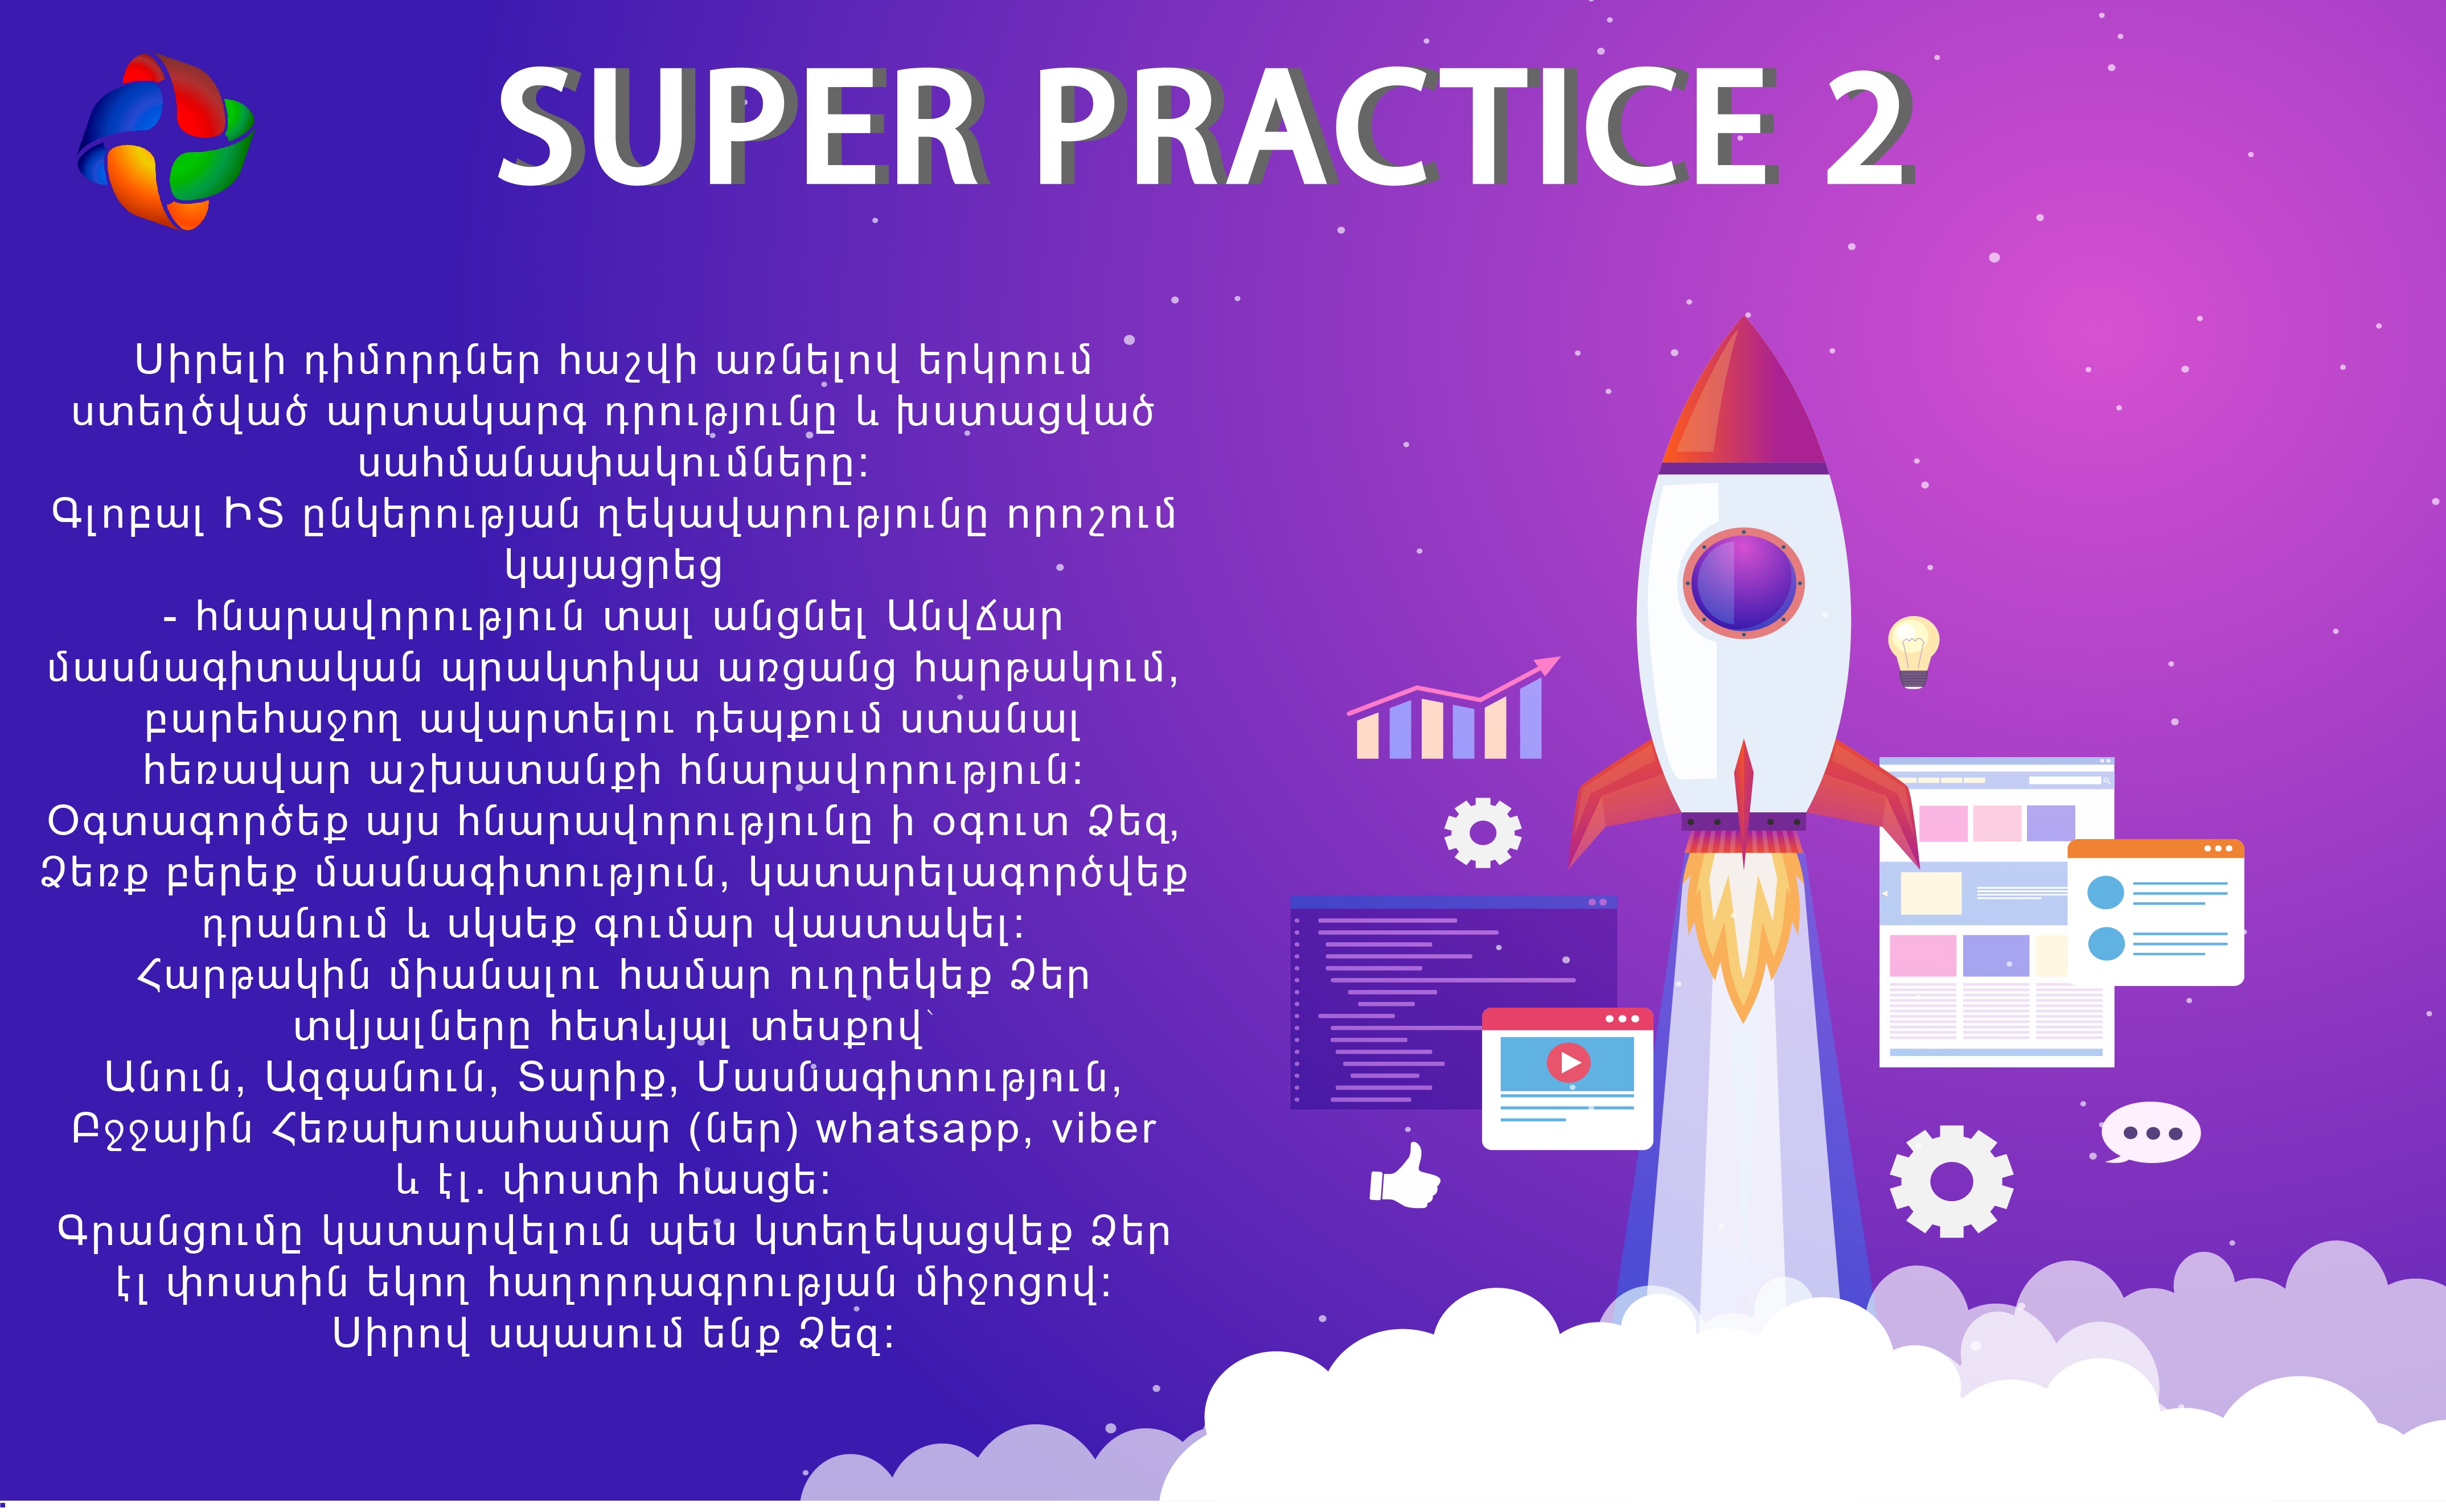 SUPER PRACTICE 2
Սիրելի դիմորդներ հաշվի առնելով երկրում
ստեղծված արտակարգ դրությունը և խստացված
սահմանափակումները:
Գլոբալ ԻՏ ընկերության ղեկավարությունը որոշում
կայացրեց
- հնարավորություն տալ անցնել Անվճար
մասնագիտական պրակտիկա առցանց հարթակում,
բարեհաջող ավարտելու դեպքում ստանալ
հեռավար աշխատանքի հնարավորություն:
Օգտագործեք այս հնարավորությունը ի օգուտ Ձեզ,
Ձեռք բերեք մասնագիտություն, կատարելագործվեք
դրանում և սկսեք գումար վաստակել:
Հարթակին միանալու համար ուղղրեկեք Ձեր
տվյալները հետևյալ տեսքով՝
Անուն, Ազգանուն, Տարիք, Մասնագիտություն,
Բջջային Հեռախոսահամար (ներ) whatsapp, viber
և էլ. փոստի հասցե:
Գրանցումը կատարվելուն պես կտեղեկացվեք Ձեր
էլ փոստին եկող հաղորդագրության միջոցով:
Սիրով սպասում ենք Ձեզ: